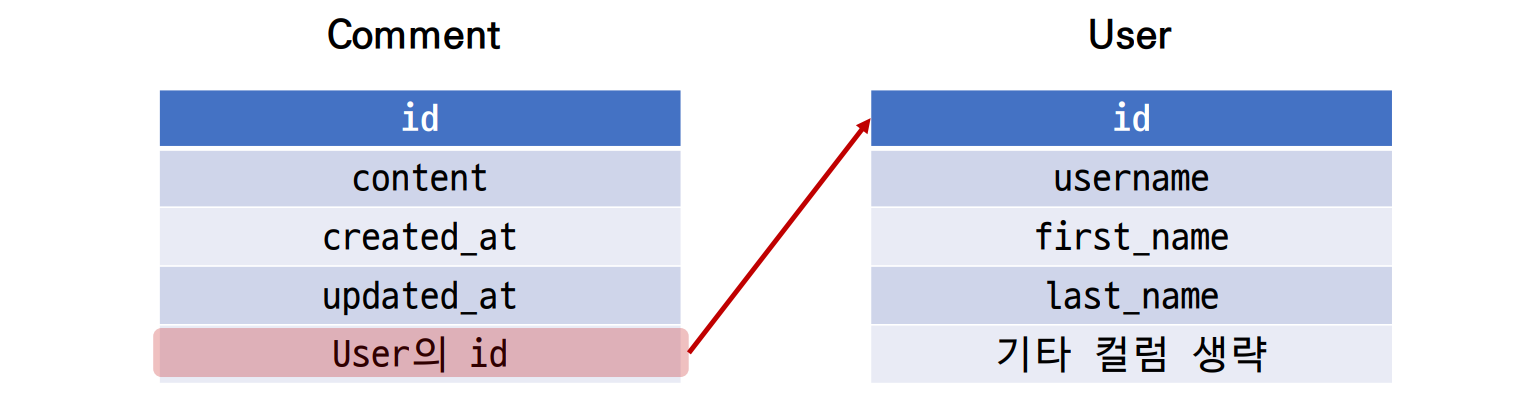 Comment
id
content
created_at
updated_at
User의 id
User
id
username
first_name
last_name
기타 컬럼 생략